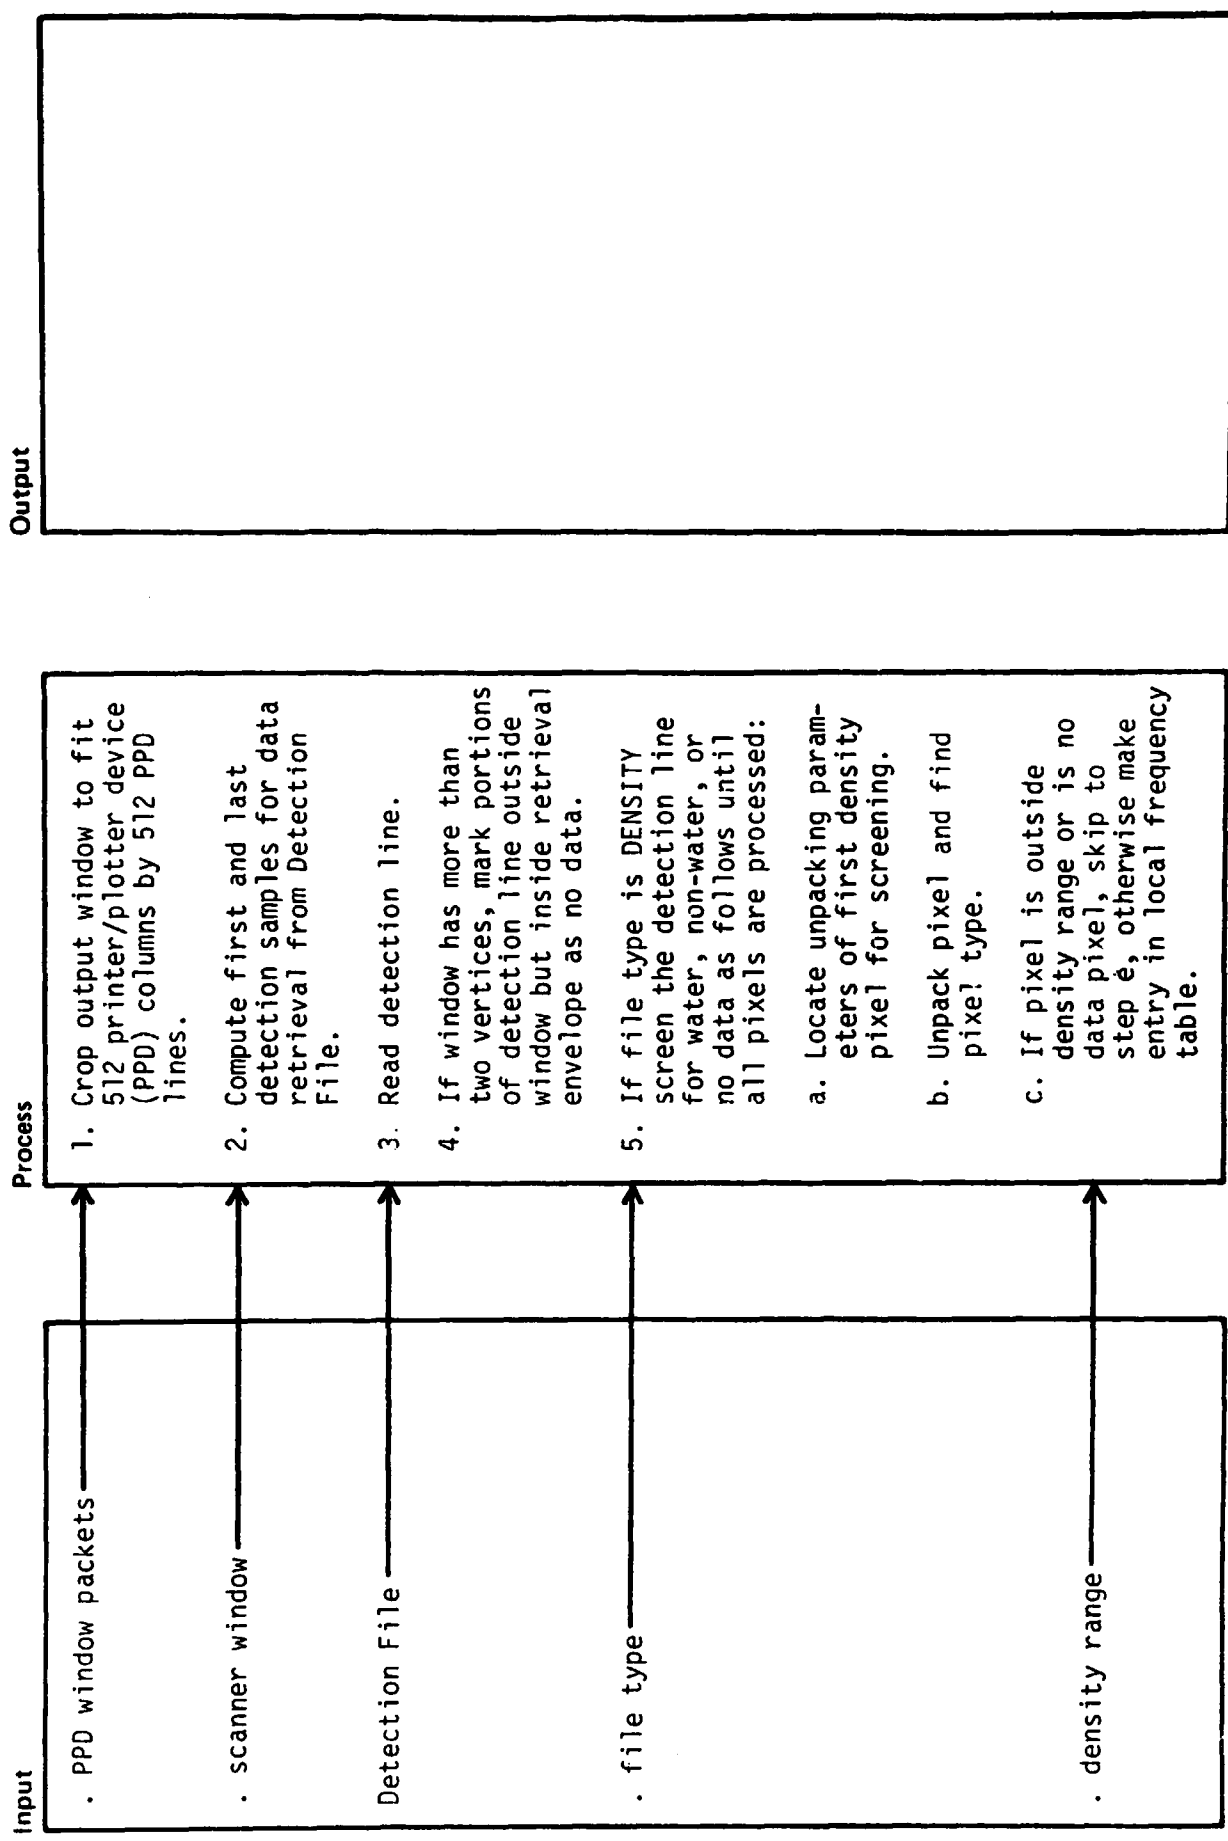 Input
. PPD window packets
. scanner window
Detection File
. file type
. density range
Process
1. Crop output window to fit
512 printer/plotter device
(PPD) columns by 512 PPD
lines.
2. Compute first and last
detection samples for data
retrieval from Detection
File.
3. Read detection line.
4. If window has more than
two vertices, mark portions
of detection line outside
window but inside retrieval
envelope as no data.
5. If file type is DENSITY
screen the detection line
for water, non-water, or
no data as follows until
all pixels are processed:
a. Locate unpacking param-
eters of first density
pixel for screening.
b. Unpack pixel and find
pixel type.
c. If pixel is outside
density range or is no
data pixel, skip to
step e, otherwise make
entry in local frequency
table.
Output